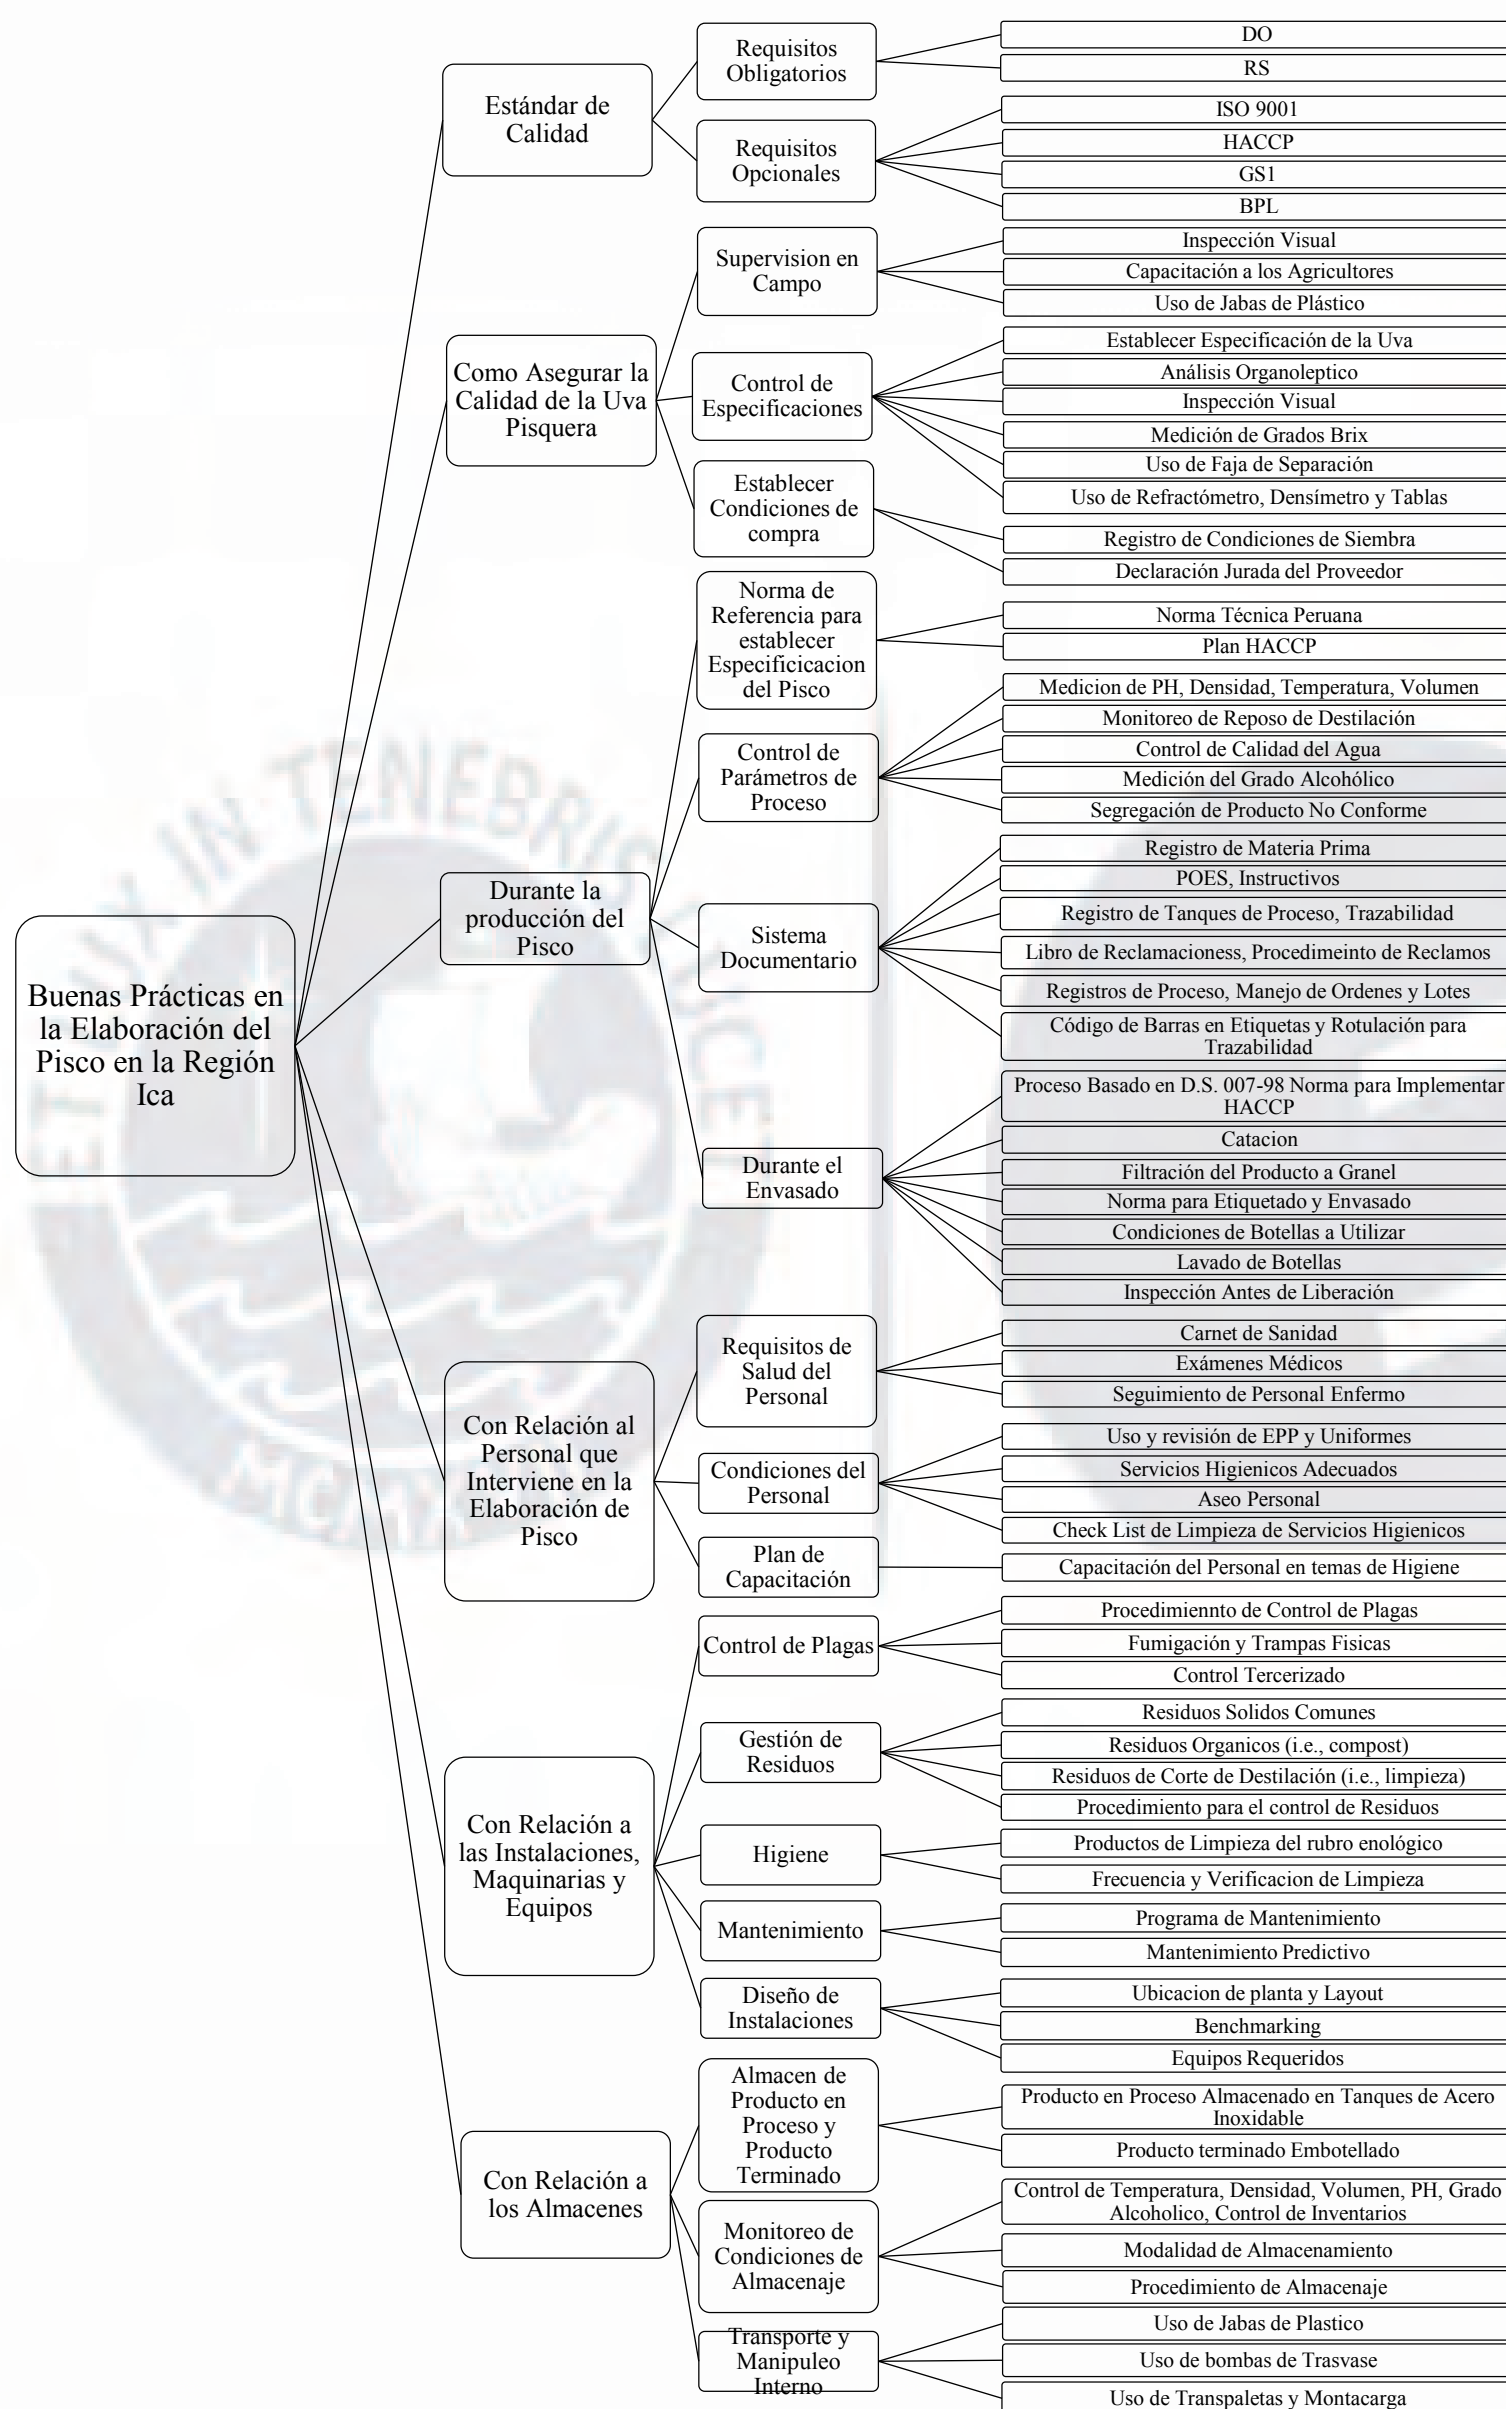 Buenas Prácticas en
la Elaboración del
Pisco en la Región
Ica
Estándar de
Calidad
Requisitos
Obligatorios
DO
RS
Requisitos
Opcionales
ISO 9001
HACCP
GS1
BPL
Como Asegurar la
Calidad de la Uva
Pisquera
Supervision en
Campo
Inspección Visual
Capacitación a los Agricultores
Uso de Jabas de Plástico
Control de
Especificaciones
Establecer Especificación de la Uva
Análisis Organoleptico
Inspección Visual
Medición de Grados Brix
Uso de Faja de Separación
Uso de Refractómetro, Densímetro y Tablas
Establecer
Condiciones de
compra
Registro de Condiciones de Siembra
Declaración Jurada del Proveedor
Durante la
producción del
Pisco
Norma de
Referencia para
establecer
Especificicacion
del Pisco
Norma Técnica Peruana
Plan HACCP
Control de
Parámetros de
Proceso
Medicion de PH, Densidad, Temperatura, Volumen
Monitoreo de Reposo de Destilación
Control de Calidad del Agua
Medición del Grado Alcohólico
Segregación de Producto No Conforme
Sistema
Documentario
Registro de Materia Prima
POES, Instructivos
Registro de Tanques de Proceso, Trazabilidad
Libro de Reclamacioness, Procedimeinto de Reclamos
Registros de Proceso, Manejo de Ordenes y Lotes
Código de Barras en Etiquetas y Rotulación para
Trazabilidad
Durante el
Envasado
Proceso Basado en D.S. 007-98 Norma para Implementar
HACCP
Catacion
Filtración del Producto a Granel
Norma para Etiquetado y Envasado
Condiciones de Botellas a Utilizar
Lavado de Botellas
Inspección Antes de Liberación
Con Relación al
Personal que
Interviene en la
Elaboración de
Pisco
Requisitos de
Salud del
Personal
Carnet de Sanidad
Exámenes Médicos
Seguimiento de Personal Enfermo
Condiciones del
Personal
Uso y revisión de EPP y Uniformes
Servicios Higienicos Adecuados
Aseo Personal
Check List de Limpieza de Servicios Higienicos
Plan de
Capacitación
Capacitación del Personal en temas de Higiene
Con Relación a
las Instalaciones,
Maquinarias y
Equipos
Control de Plagas
Procedimiennto de Control de Plagas
Fumigación y Trampas Fisicas
Control Tercerizado
Gestión de
Residuos
Residuos Solidos Comunes
Residuos Organicos (i.e., compost)
Residuos de Corte de Destilación (i.e., limpieza)
Procedimiento para el control de Residuos
Higiene
Productos de Limpieza del rubro enológico
Frecuencia y Verificacion de Limpieza
Mantenimiento
Programa de Mantenimiento
Mantenimiento Predictivo
Diseño de
Instalaciones
Ubicacion de planta y Layout
Benchmarking
Equipos Requeridos
Con Relación a
los Almacenes
Almacen de
Producto en
Proceso y
Producto
Terminado
Producto en Proceso Almacenado en Tanques de Acero
Inoxidable
Producto terminado Embotellado
Monitoreo de
Condiciones de
Almacenaje
Control de Temperatura, Densidad, Volumen, PH, Grado
Alcoholico, Control de Inventarios
Modalidad de Almacenamiento
Procedimiento de Almacenaje
Transporte y
Manipuleo
Interno
Uso de Jabas de Plastico
Uso de bombas de Trasvase
Uso de Transpaletas y Montacarga
ET LUX IN TENEBRIS LUCET